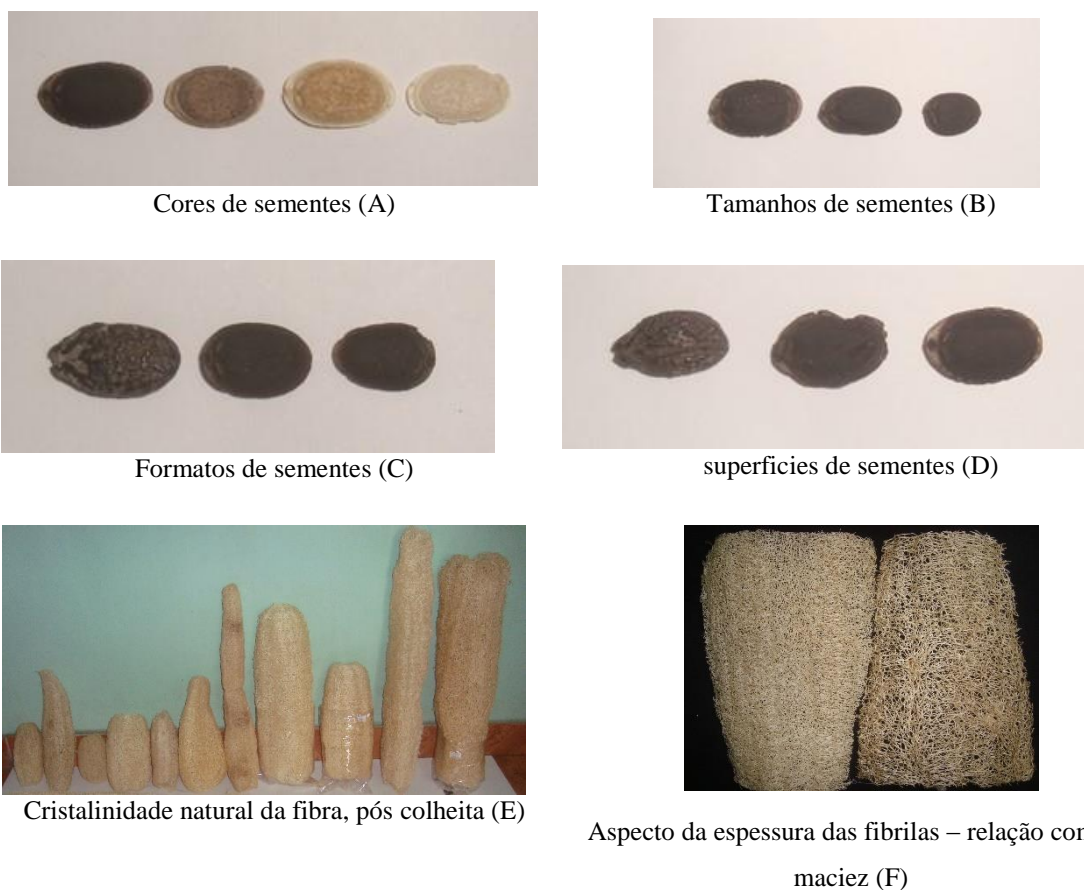 Cores de sementes (A)
Tamanhos de sementes (B)
Formatos de sementes (C)
superficies de sementes (D)
Cristalinidade natural da fibra, pós colheita (E)
Aspecto da espessura das fibrilas – relação
maciez (F)